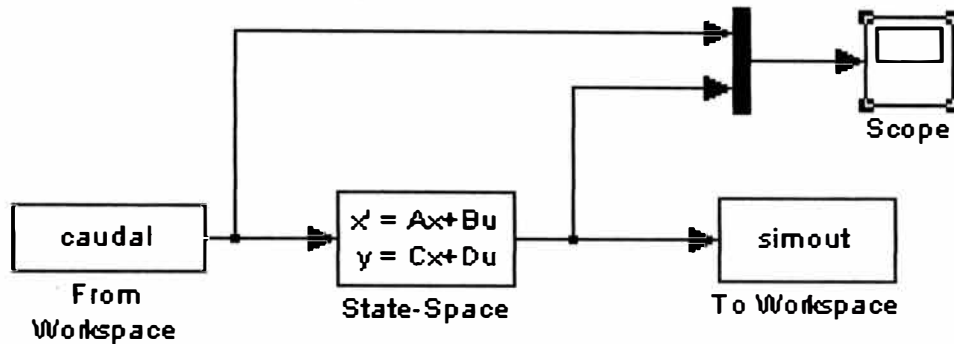 Scope
caudal
x' = Ax+Bu
y = Cx+Du
simout
From
Workspace
State-Space
To Workspace